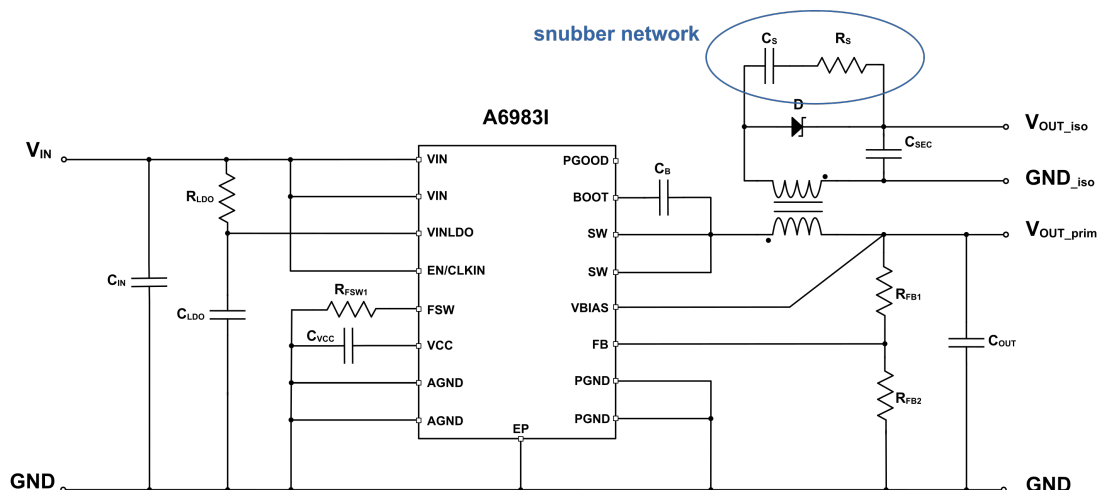 snubber network
CS
RS
A6983I
D
VOUT_iso
VIN
VIN
PGOOD
CSEC
CB
RLDO
VIN
BOOT
GND_iso
VINLDO
SW
VOUT_prim
EN/CLKIN
SW
CIN
RFSW1
RFB1
CLDO
FSW
VBIAS
CVCC
VCC
FB
COUT
AGND
PGND
RFB2
AGND
PGND
EP
GND
GND